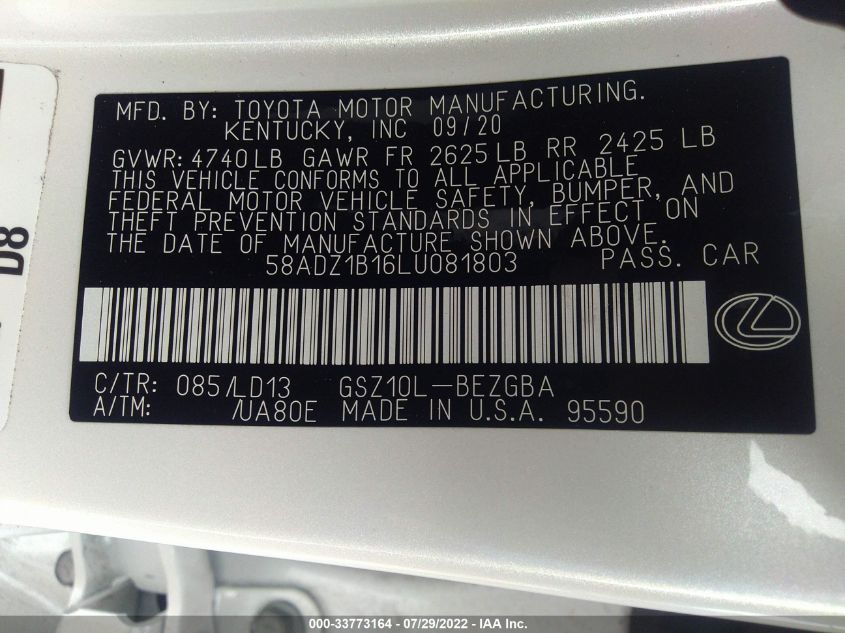 MFD. BY: TOYOTA MOTOR MANUFACTURING.
KENTUCKY, INC 09/20
GVWR: 4740LB GAWR FR 2625LB RR 2425 LB
THIS VEHICLE CONFORMS TO ALL APPLICABLE
FEDERAL MOTOR VEHICLE SAFETY, BUMPER, AND
THEFT PREVENTION STANDARDS IN EFFECT ON
THE DATE OF MANUFACTURE SHOWN ABOVE.
58ADZ1B16LU081803 PASS. CAR
C/TR: 085/LD13 GSZ10L-BEZGBA
A/TM: /UA80E MADE IN U.S.A. 95590
D8
000-33773164 - 07/29/2022 - IAA Inc.